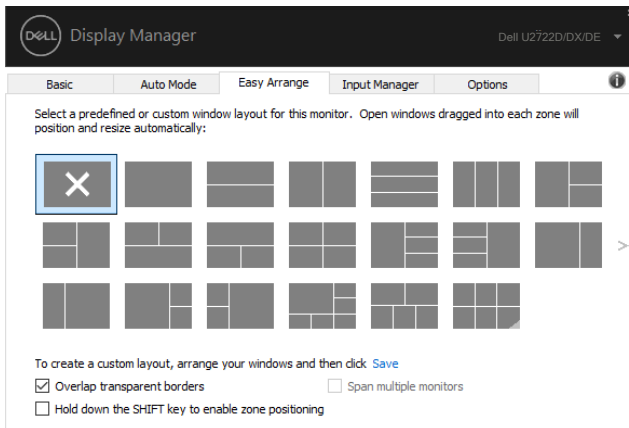 DELL Display Manager
Dell U2722D/DX/DE
Basic Auto Mode Easy Arrange Input Manager Options
Select a predefined or custom window layout for this monitor. Open windows dragged into each zone will
position and resize automatically:
To create a custom layout, arrange your windows and then click Save
Overlap transparent borders
Span multiple monitors
Hold down the SHIFT key to enable zone positioning